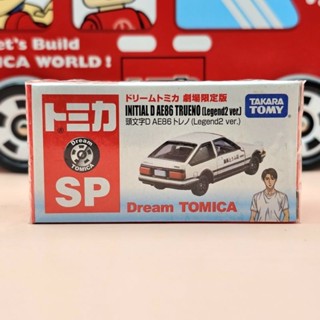 et's Build
MICA WORLD !
ドリームトミカ 劇場限定版
INITIAL D AE86 TRUENO (Legend2 ver.)
頭文字D AE86 トレノ (Legend2 ver.)
TAKARA
TOMY
トミカ
Dream
TOMICA
SP
Dream TOMICA